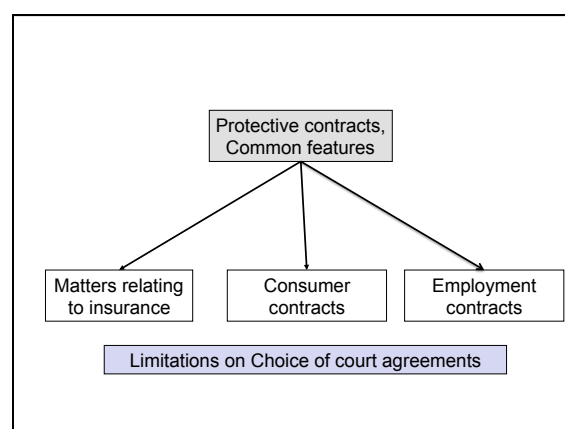 Protective contracts,
Common features
Matters relating
to insurance
Consumer
contracts
Employment
contracts
Limitations on Choice of court agreements